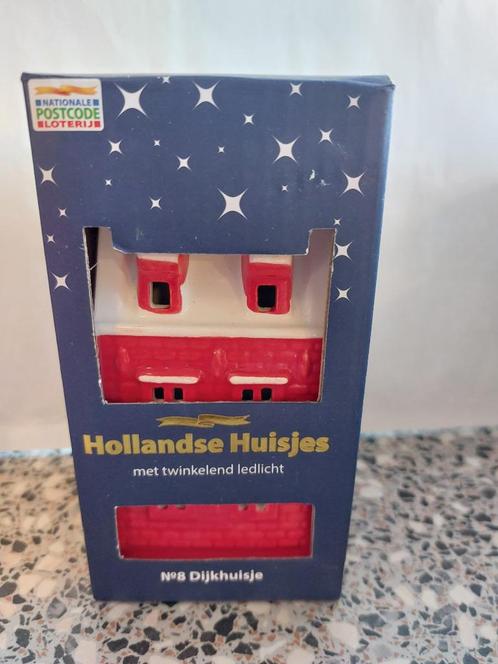 NATIONALE
POSTCODE
LOTERIJ
Hollandse Huisjes
met twinkelend ledlicht
Nº8 Dijkhuisje